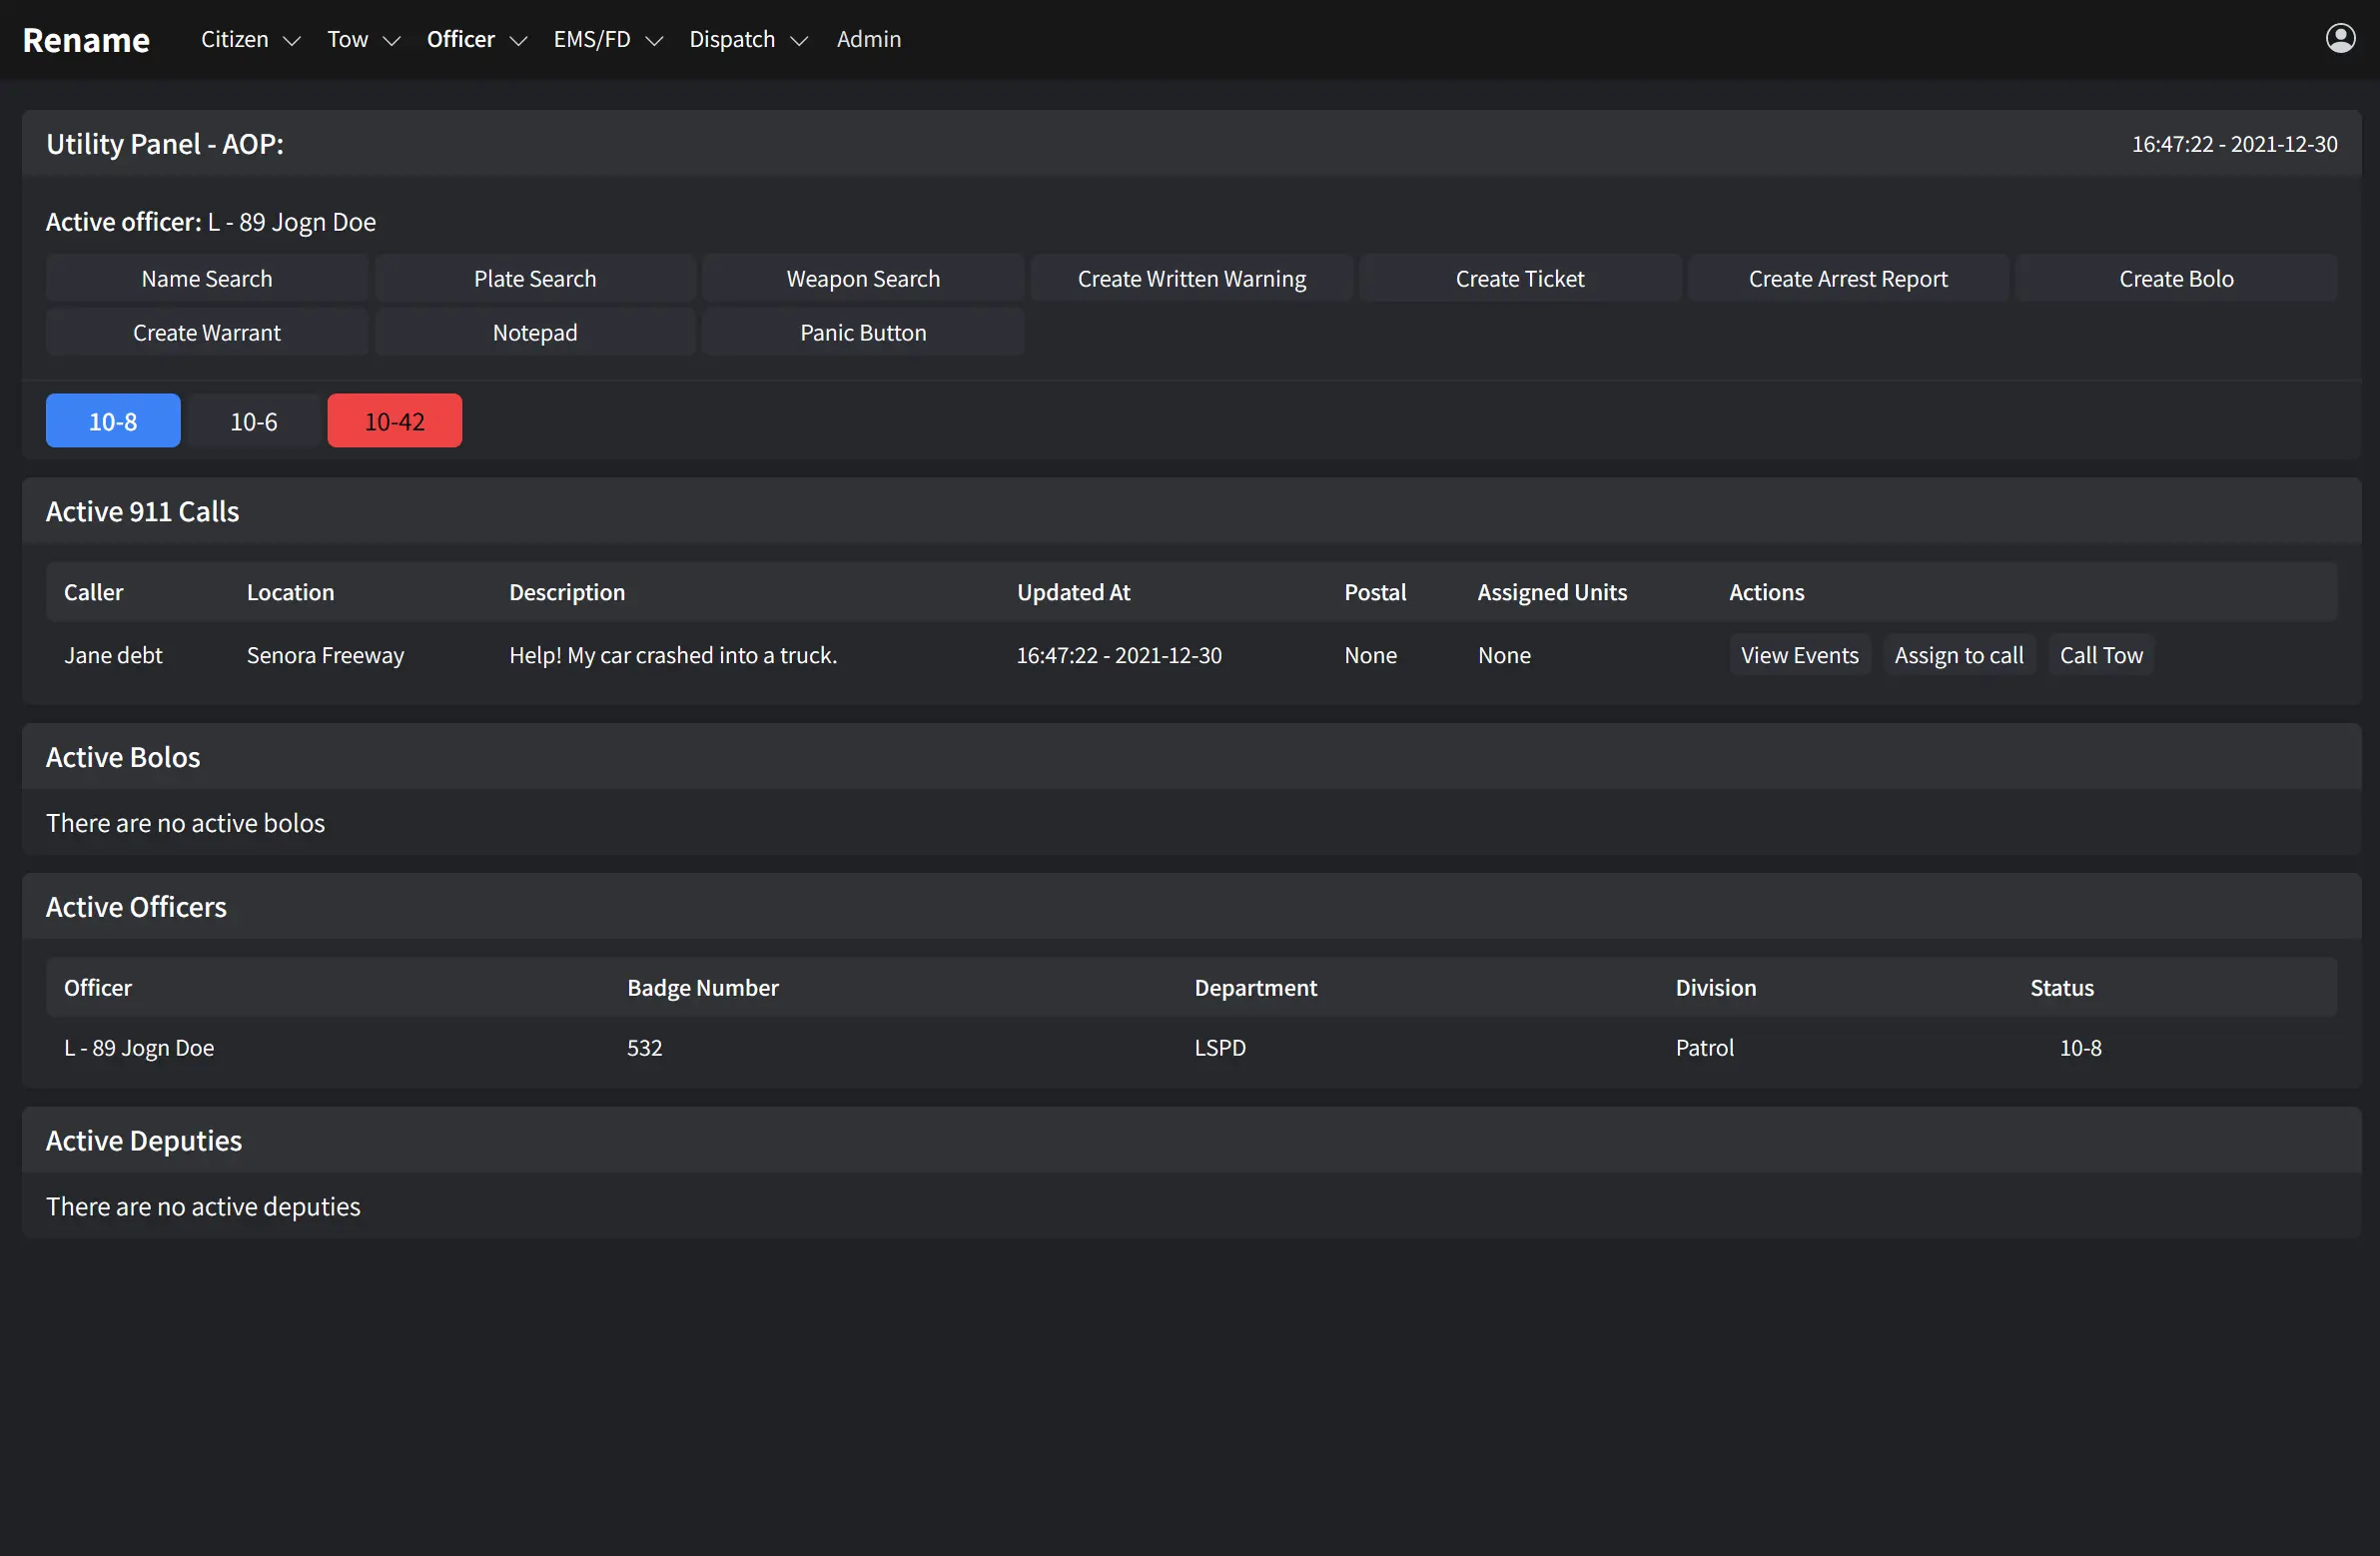 Rename Citizen Tow Officer EMS/FD Dispatch Admin
Utility Panel - AOP: 16:47:22 - 2021-12-30
Active officer: L - 89 Jogn Doe
Name Search Plate Search Weapon Search Create Written Warning Create Ticket Create Arrest Report Create Bolo
Create Warrant Notepad Panic Button
10-8 10-6 10-42
Active 911 Calls
Caller Location Description Updated At Postal Assigned Units Actions
Jane debt Senora Freeway Help! My car crashed into a truck. 16:47:22 - 2021-12-30 None None View Events Assign to call Call Tow
Active Bolos
There are no active bolos
Active Officers
Officer Badge Number Department Division Status
L - 89 Jogn Doe 532 LSPD Patrol 10-8
Active Deputies
There are no active deputies